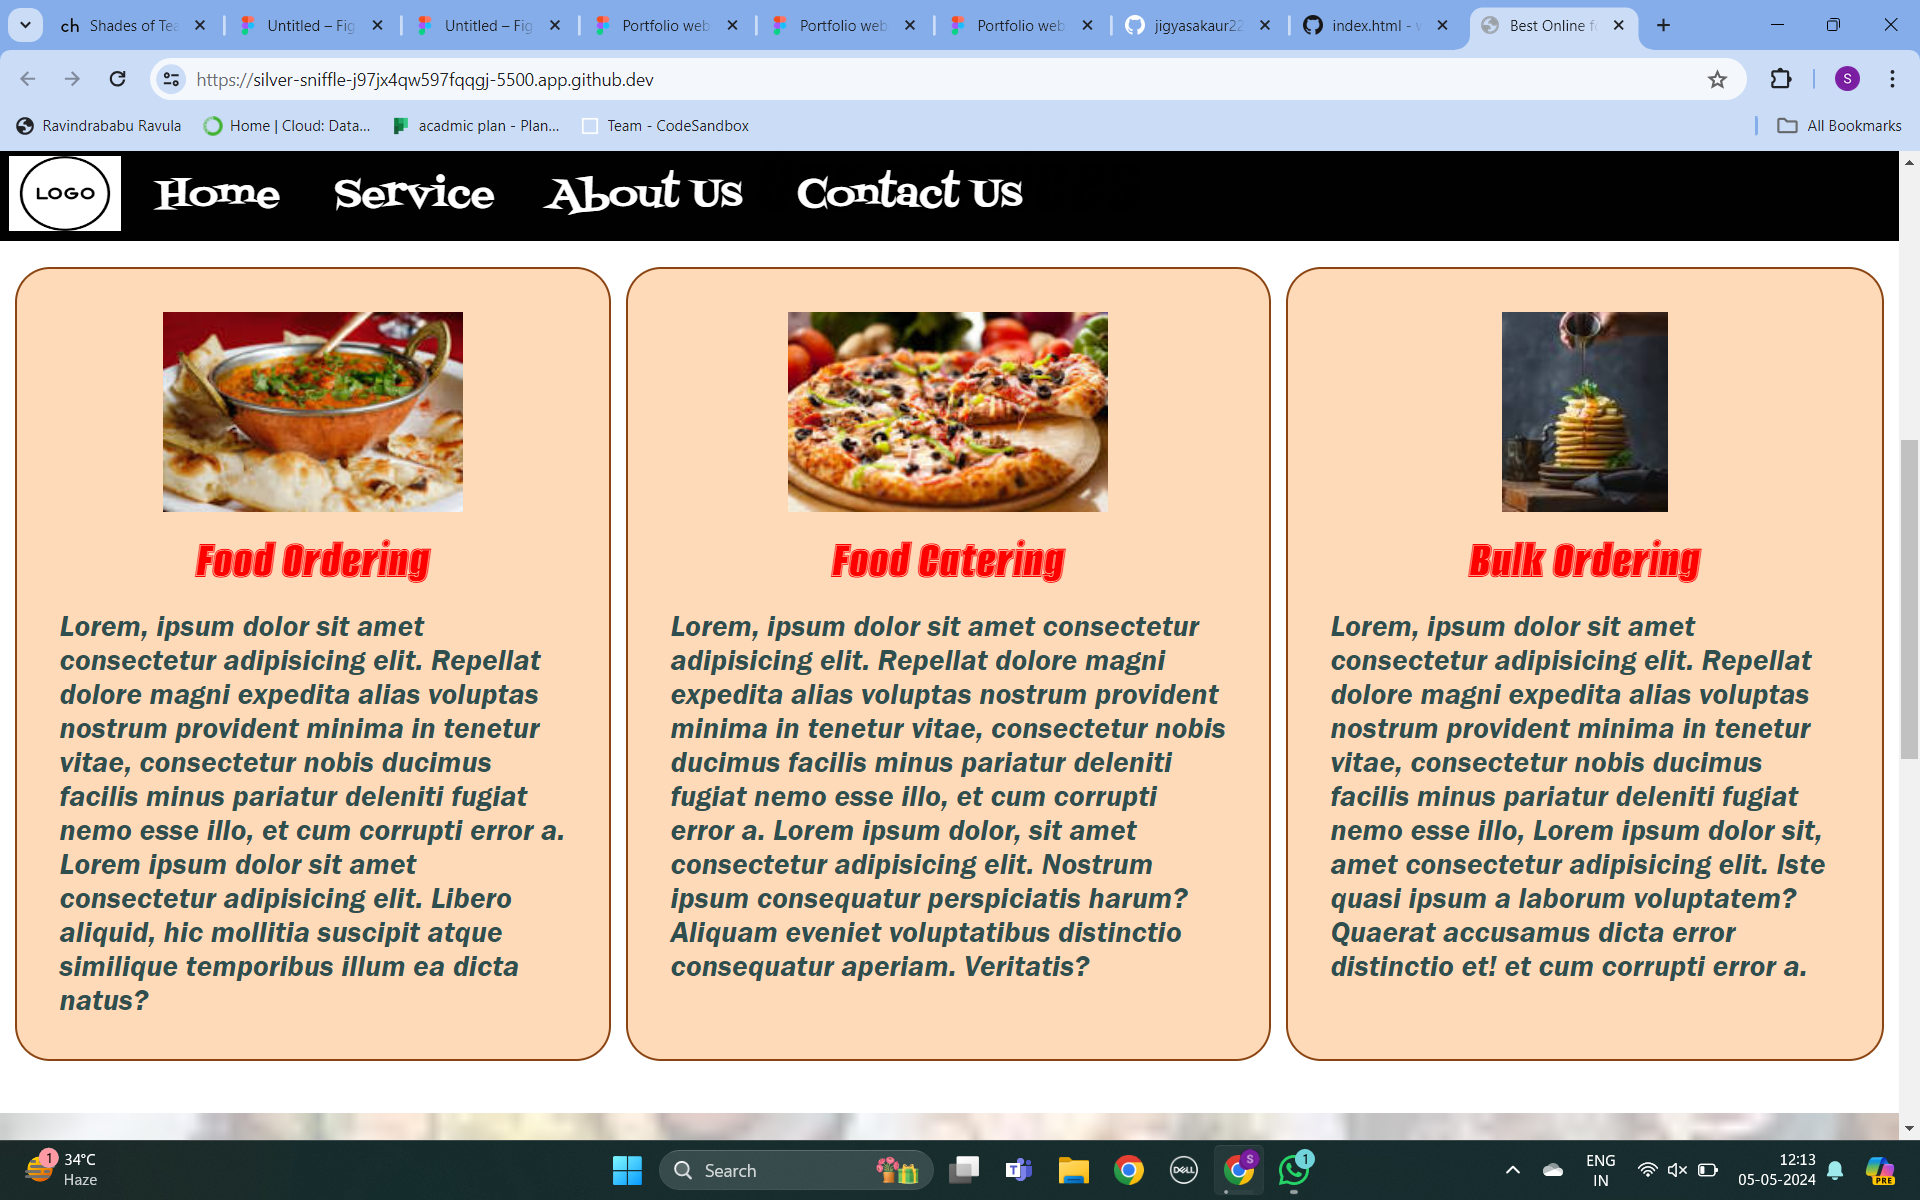 ch Shades of Tea
Untitled – Fig
Untitled – Fig
Portfolio web
Portfolio web
Portfolio web
jigyasakaur22
index.html - w
Best Online fo
https://silver-sniffle-j97jx4qw597fqqgj-5500.app.github.dev
S
Ravindrababu Ravula
Home | Cloud: Data...
acadmic plan - Plan...
Team - CodeSandbox
All Bookmarks
LOGO
Home
Service
About Us
Contact Us
Food Ordering
Lorem, ipsum dolor sit amet
consectetur adipisicing elit. Repellat
dolore magni expedita alias voluptas
nostrum provident minima in tenetur
vitae, consectetur nobis ducimus
facilis minus pariatur deleniti fugiat
nemo esse illo, et cum corrupti error a.
Lorem ipsum dolor sit amet
consectetur adipisicing elit. Libero
aliquid, hic mollitia suscipit atque
similique temporibus illum ea dicta
natus?
Food Catering
Lorem, ipsum dolor sit amet consectetur
adipisicing elit. Repellat dolore magni
expedita alias voluptas nostrum provident
minima in tenetur vitae, consectetur nobis
ducimus facilis minus pariatur deleniti
fugiat nemo esse illo, et cum corrupti
error a. Lorem ipsum dolor, sit amet
consectetur adipisicing elit. Nostrum
ipsum consequatur perspiciatis harum?
Aliquam eveniet voluptatibus distinctio
consequatur aperiam. Veritatis?
Bulk Ordering
Lorem, ipsum dolor sit amet
consectetur adipisicing elit. Repellat
dolore magni expedita alias voluptas
nostrum provident minima in tenetur
vitae, consectetur nobis ducimus
facilis minus pariatur deleniti fugiat
nemo esse illo, Lorem ipsum dolor sit,
amet consectetur adipisicing elit. Iste
quasi ipsum a laborum voluptatem?
Quaerat accusamus dicta error
distinctio et! et cum corrupti error a.
1
34°C
Haze
Search
DELL
S
1
ENG
IN
12:13
05-05-2024
PRE